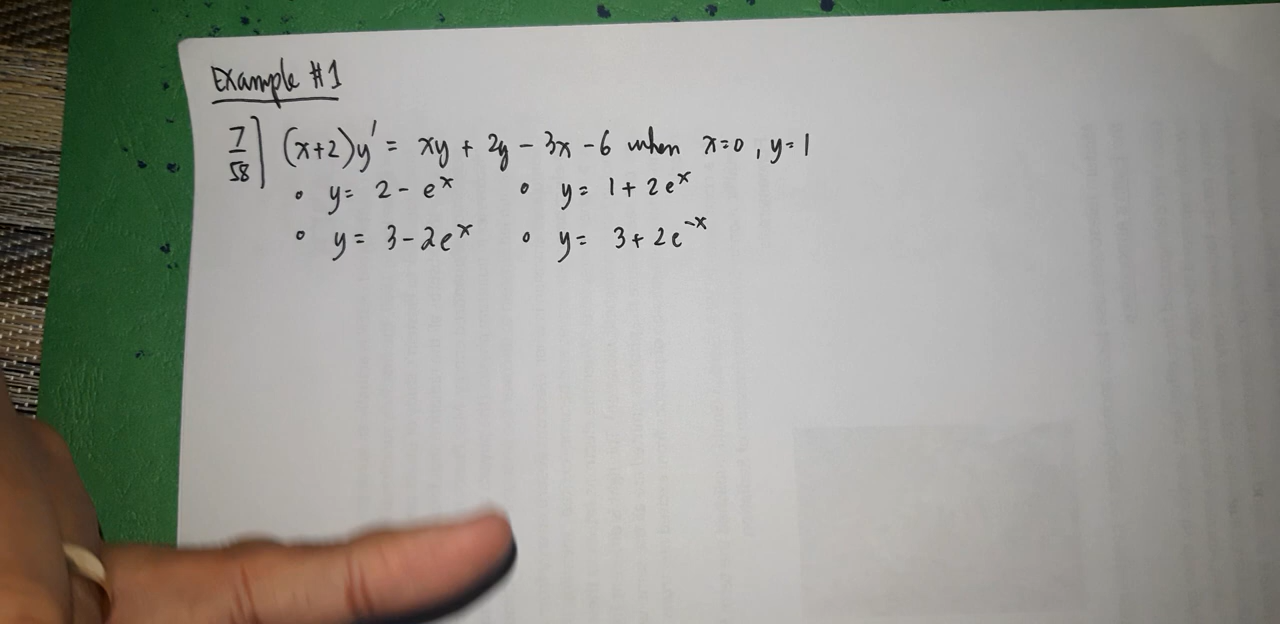 Example #1
7/58] (x+2)y' = xy + 2y - 3x - 6 when x=0, y=1
∘ y= 2 - e^x ∘ y= 1 + 2e^x
∘ y= 3 - 2e^x ∘ y= 3 + 2e^-x